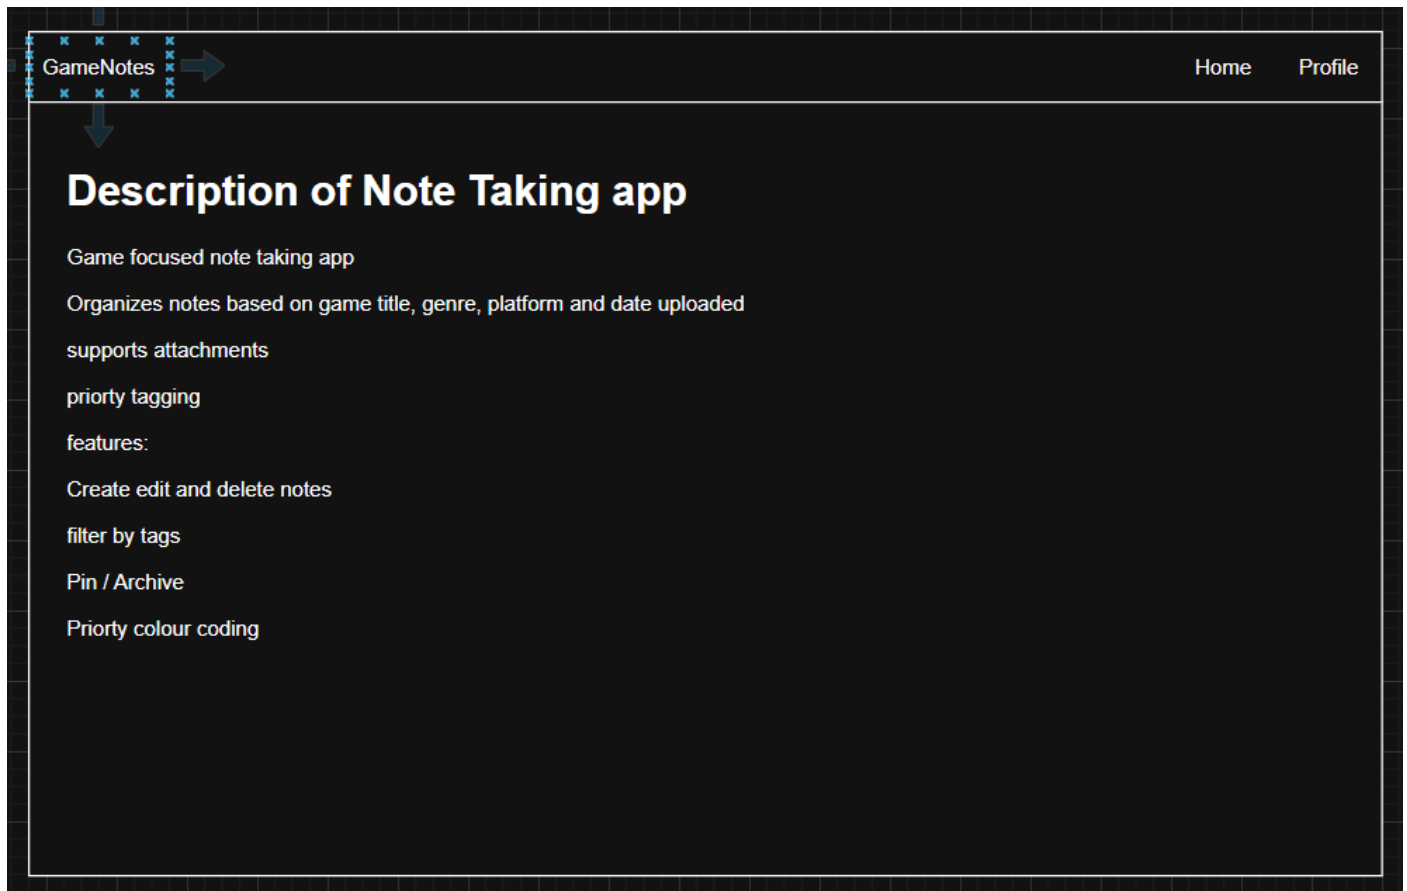 GameNotes
Home Profile
Description of Note Taking app
Game focused note taking app
Organizes notes based on game title, genre, platform and date uploaded
supports attachments
priorty tagging
features:
Create edit and delete notes
filter by tags
Pin / Archive
Priorty colour coding